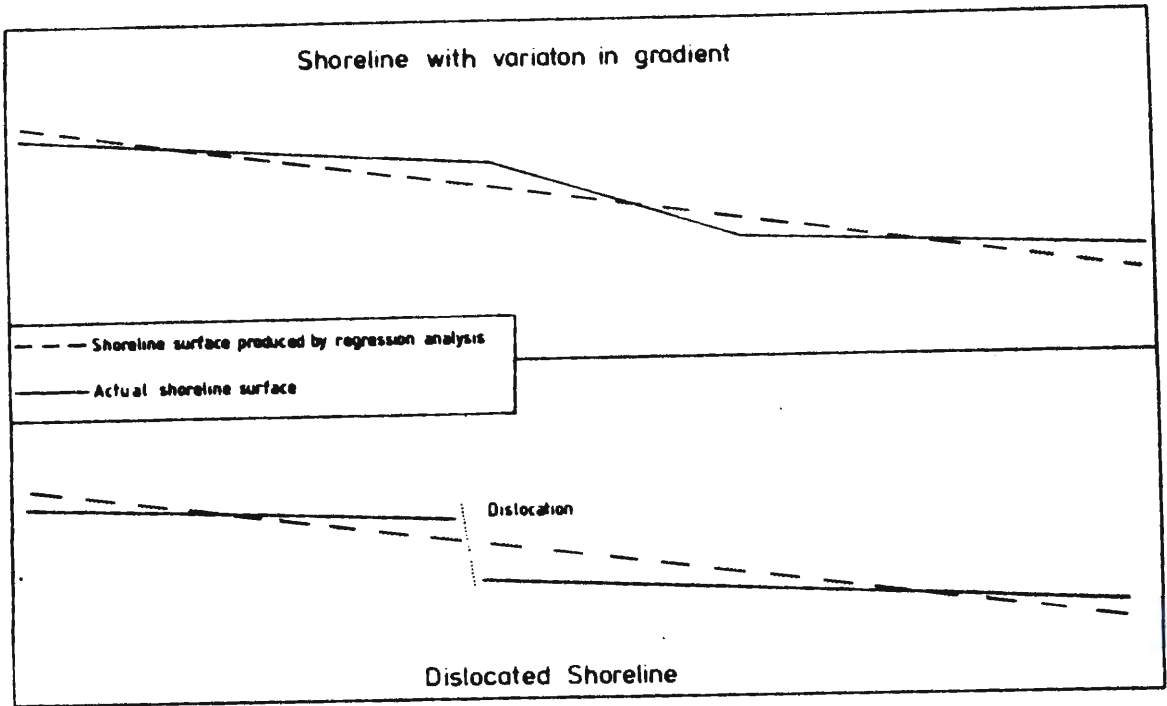 Shoreline with variaton in gradient
Shoreline surface produced by regression analysis
Actual shoreline surface
Dislocation
Dislocated Shoreline